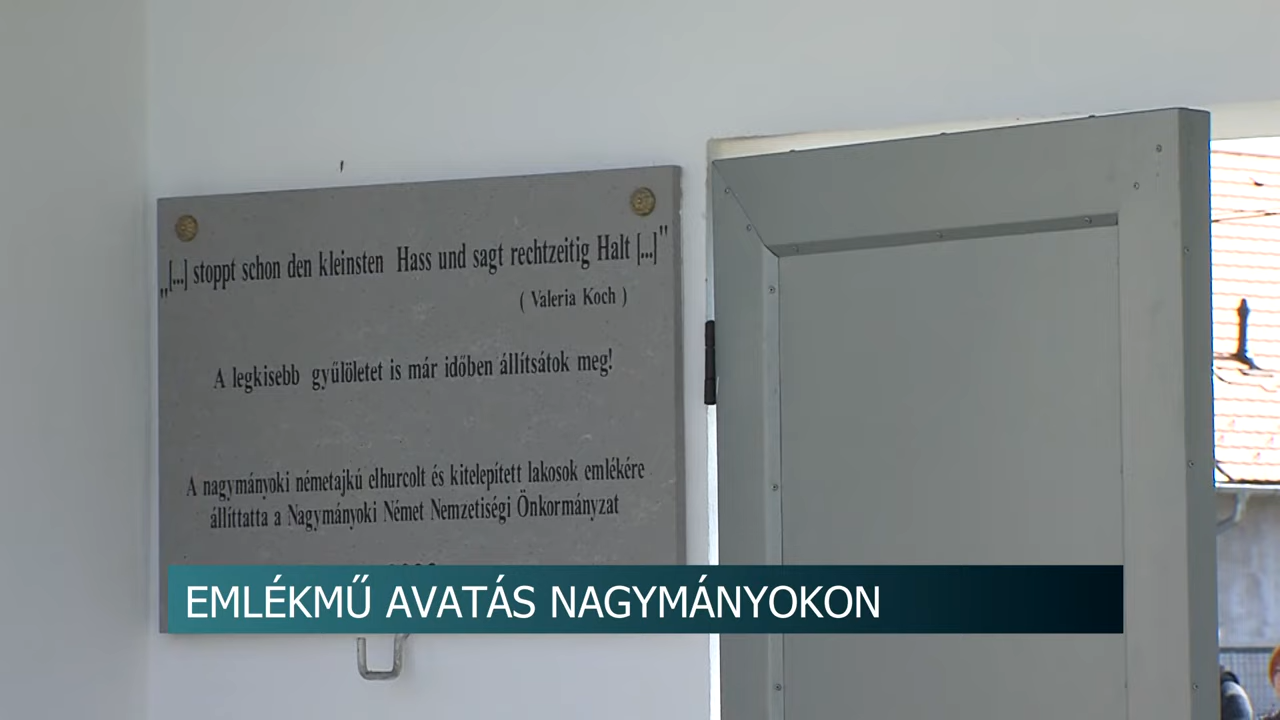 „[...] stoppt schon den kleinsten Hass und sagt rechtzeitig Halt [...]"
( Valeria Koch )
A legkisebb gyűlöletet is már időben állítsátok meg!
A nagymányoki németajkú elhurcolt és kitelepített lakosok emlékére
állíttatta a Nagymányoki Német Nemzetiségi Önkormányzat
EMLÉKMŰ AVATÁS NAGYMÁNYOKON